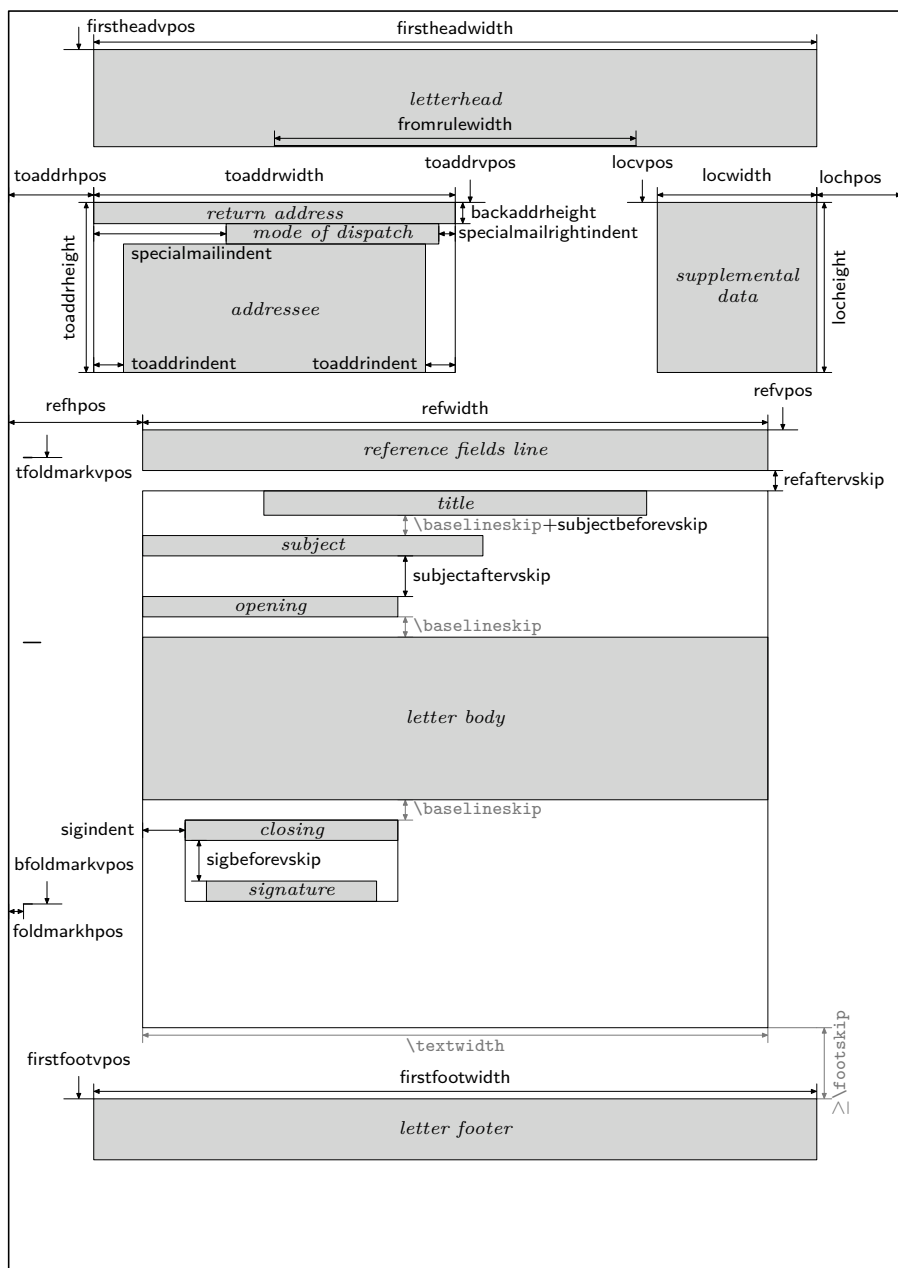 firstheadvpos firstheadwidth
letterhead
fromrulewidth
toaddrvpos locvpos
toaddrhpos toaddrwidth locwidth lochpos
return address backaddrheight
mode of dispatch specialmailrightindent
specialmailindent
toaddrheight
addressee
supplemental
data
locheight
toaddrindent toaddrindent
refvpos
refhpos refwidth
reference fields line
tfoldmarkvpos
refaftervskip
title
\baselineskip+subjectbeforevskip
subject
subjectaftervskip
opening
\baselineskip
letter body
\baselineskip
sigindent closing
sigbeforevskip
bfoldmarkvpos
signature
foldmarkhpos
\textwidth
≥\footskip
firstfootvpos firstfootwidth
letter footer